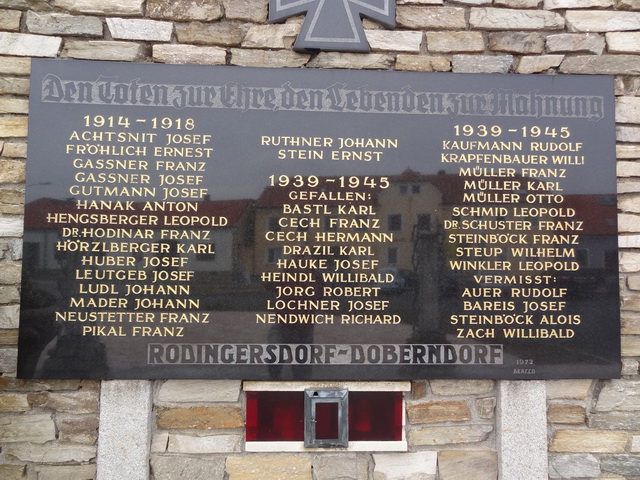 Den Toten zur Ehre den Lebenden zur Mahnung
1914-1918
ACHTSNIT JOSEF
FRÖHLICH ERNEST
GASSNER FRANZ
GASSNER JOSEF
GUTMANN JOSEF
HANAK ANTON
HENGSBERGER LEOPOLD
DR. HODINAR FRANZ
HÖRZLBERGER KARL
HUBER JOSEF
LEUTGEB JOSEF
LUDL JOHANN
MADER JOHANN
NEUSTETTER FRANZ
PIKAL FRANZ
RUTHNER JOHANN
STEIN ERNST
1939-1945
GEFALLEN:
BASTL KARL
CECH FRANZ
CECH HERMANN
DRAZIL KARL
HAUKE JOSEF
HEINDL WILLIBALD
JORG ROBERT
LOCHNER JOSEF
NENDWICH RICHARD
1939-1945
KAUFMANN RUDOLF
KRAPFENBAUER WILLI
MÜLLER FRANZ
MÜLLER KARL
MÜLLER OTTO
SCHMID LEOPOLD
DR. SCHUSTER FRANZ
STEINBÖCK FRANZ
STEUP WILHELM
WINKLER LEOPOLD
VERMISST:
AUER RUDOLF
BAREIS JOSEF
STEINBÖCK ALOIS
ZACH WILLIBALD
RODINGERSDORF-DOBERNDORF
1972